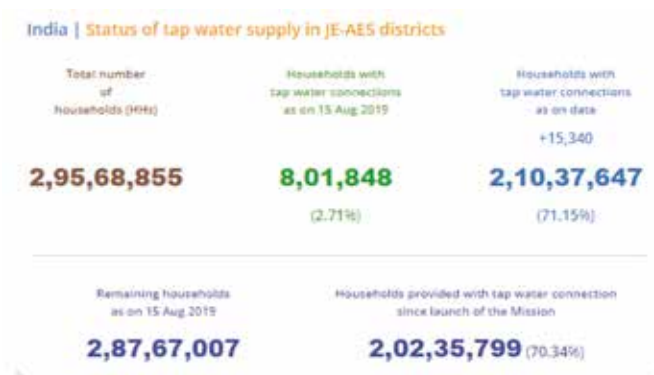 India | Status of tap water supply in JE-AES districts
Total number
of
households (HHs)
Households with
tap water connections
as on 15 Aug 2019
Households with
tap water connections
as on date
+15,340
2,95,68,855
8,01,848
2,10,37,647
(2.71%)
(71.15%)
Remaining households
as on 15 Aug 2019
Households provided with tap water connection
since launch of the Mission
2,87,67,007
2,02,35,799 (70.34%)